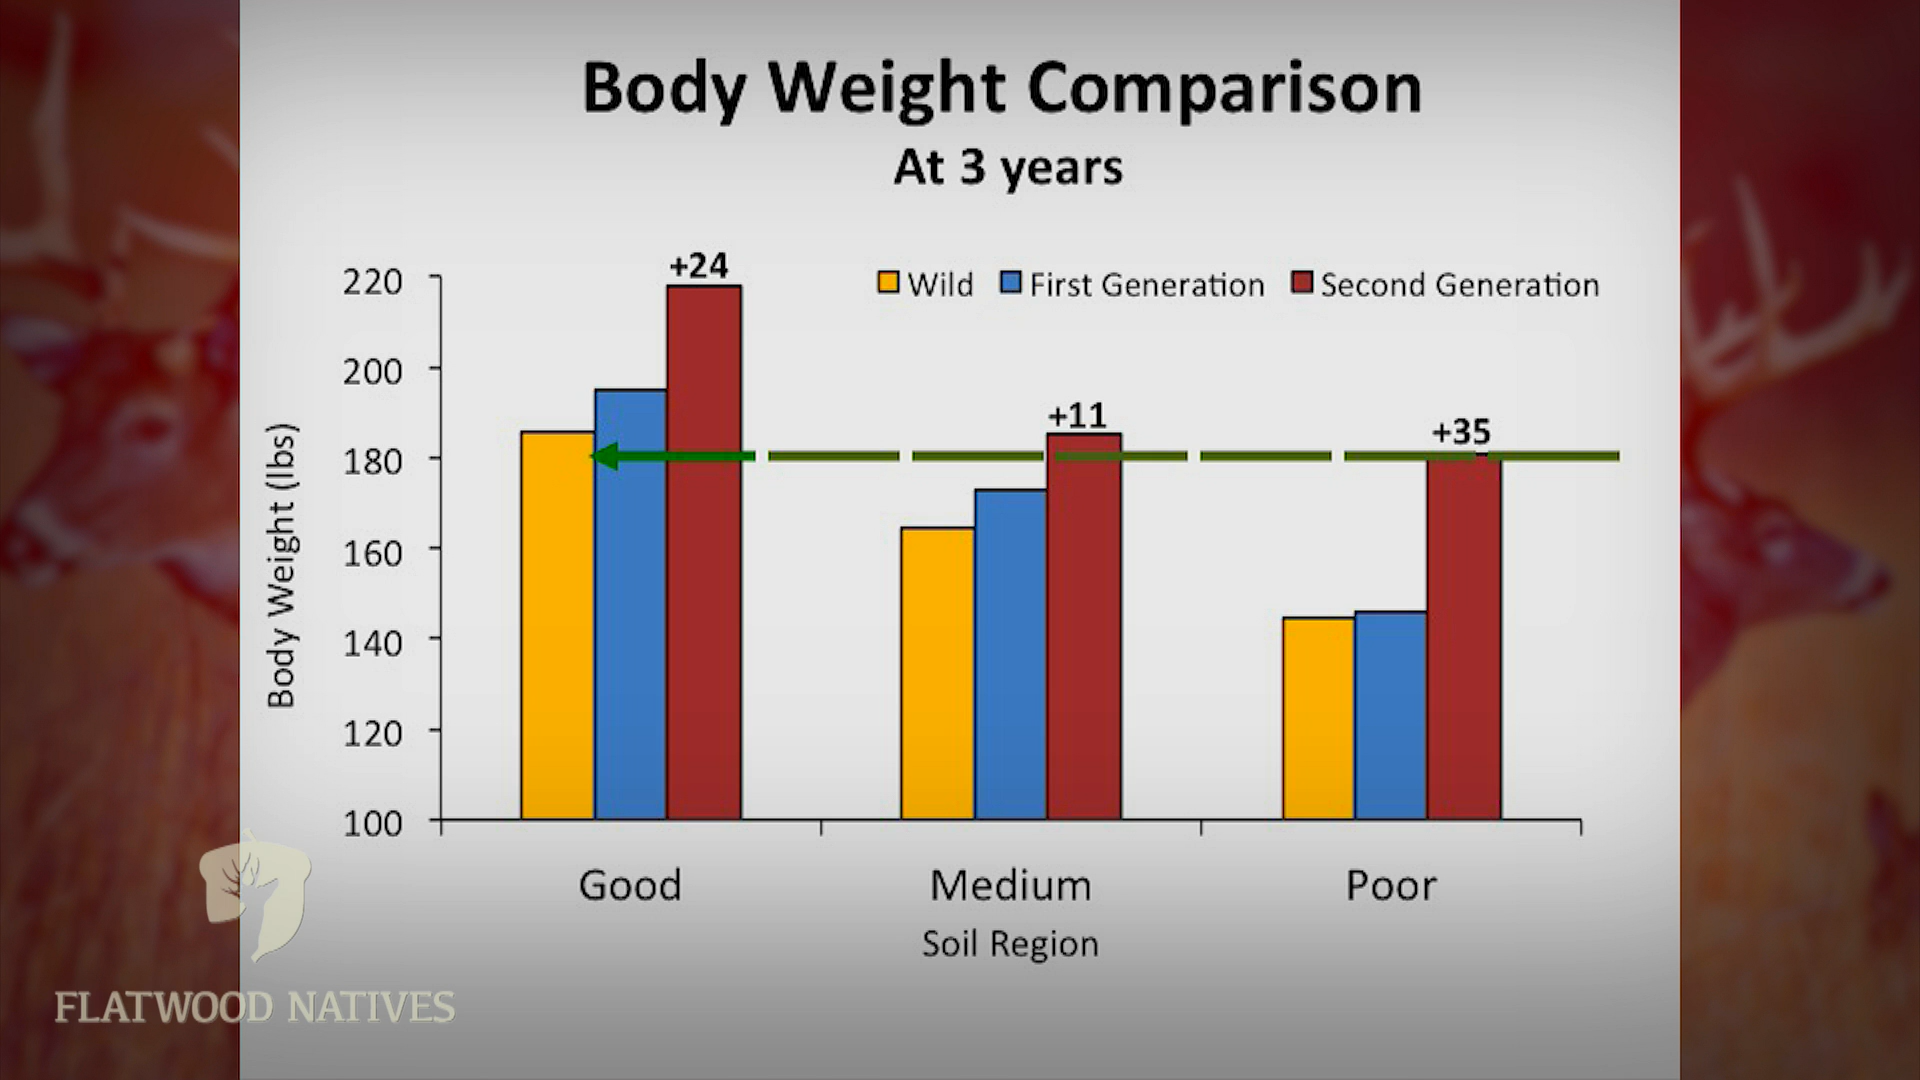 Body Weight Comparison
At 3 years
Wild First Generation Second Generation
+24
+11
+35
220
200
180
160
140
120
100
Body Weight (lbs)
Good Medium Poor
Soil Region
FLATWOOD NATIVES